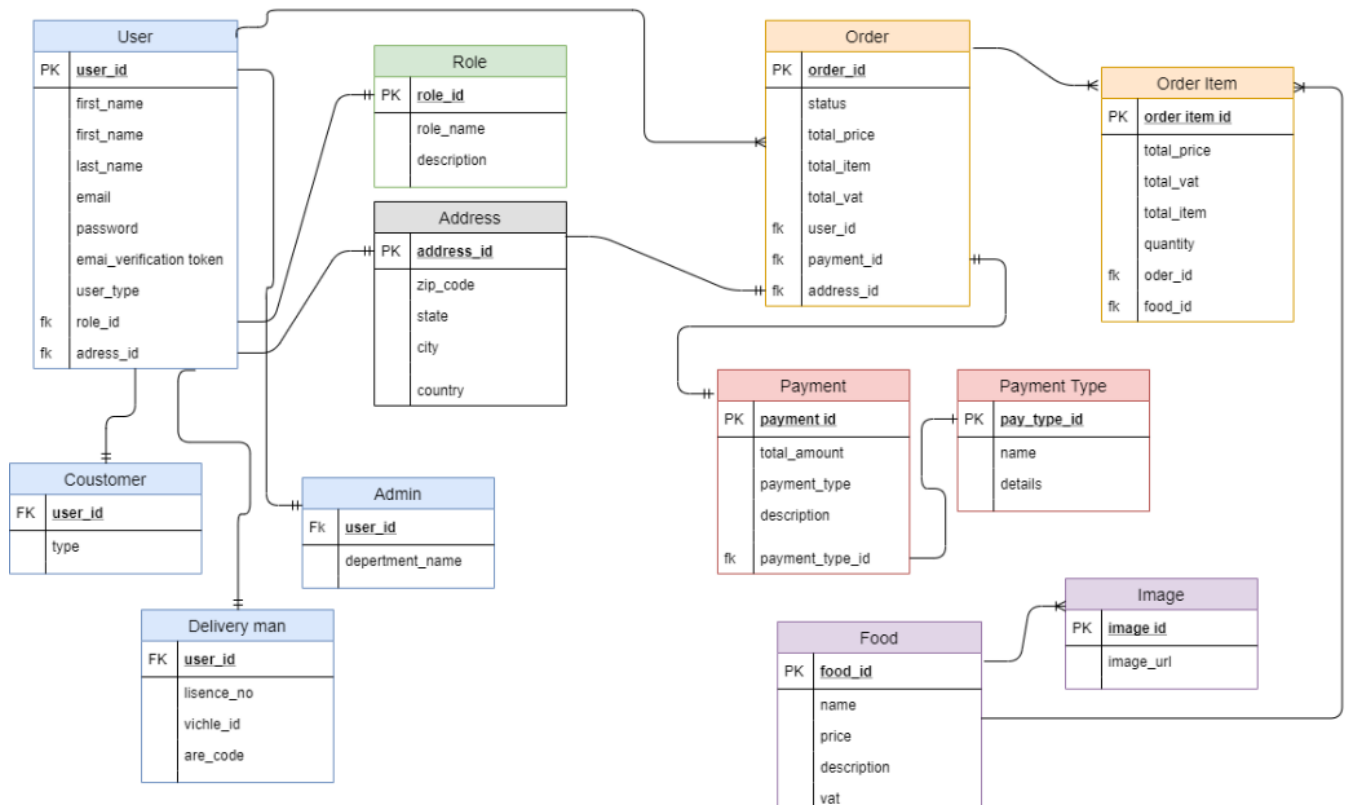 User
PK user_id
first_name
first_name
last_name
email
password
emai_verification token
user_type
fk role_id
fk adress_id
Role
PK role_id
role_name
description
Address
PK address_id
zip_code
state
city
country
Order
PK order_id
status
total_price
total_item
total_vat
fk user_id
fk payment_id
fk address_id
Order Item
PK order item id
total_price
total_vat
total_item
quantity
fk oder_id
fk food_id
Payment
PK payment id
total_amount
payment_type
description
fk payment_type_id
Payment Type
PK pay_type_id
name
details
Coustomer
FK user_id
type
Admin
Fk user_id
depertment_name
Delivery man
FK user_id
lisence_no
vichle_id
are_code
Food
PK food_id
name
price
description
vat
Image
PK image id
image_url